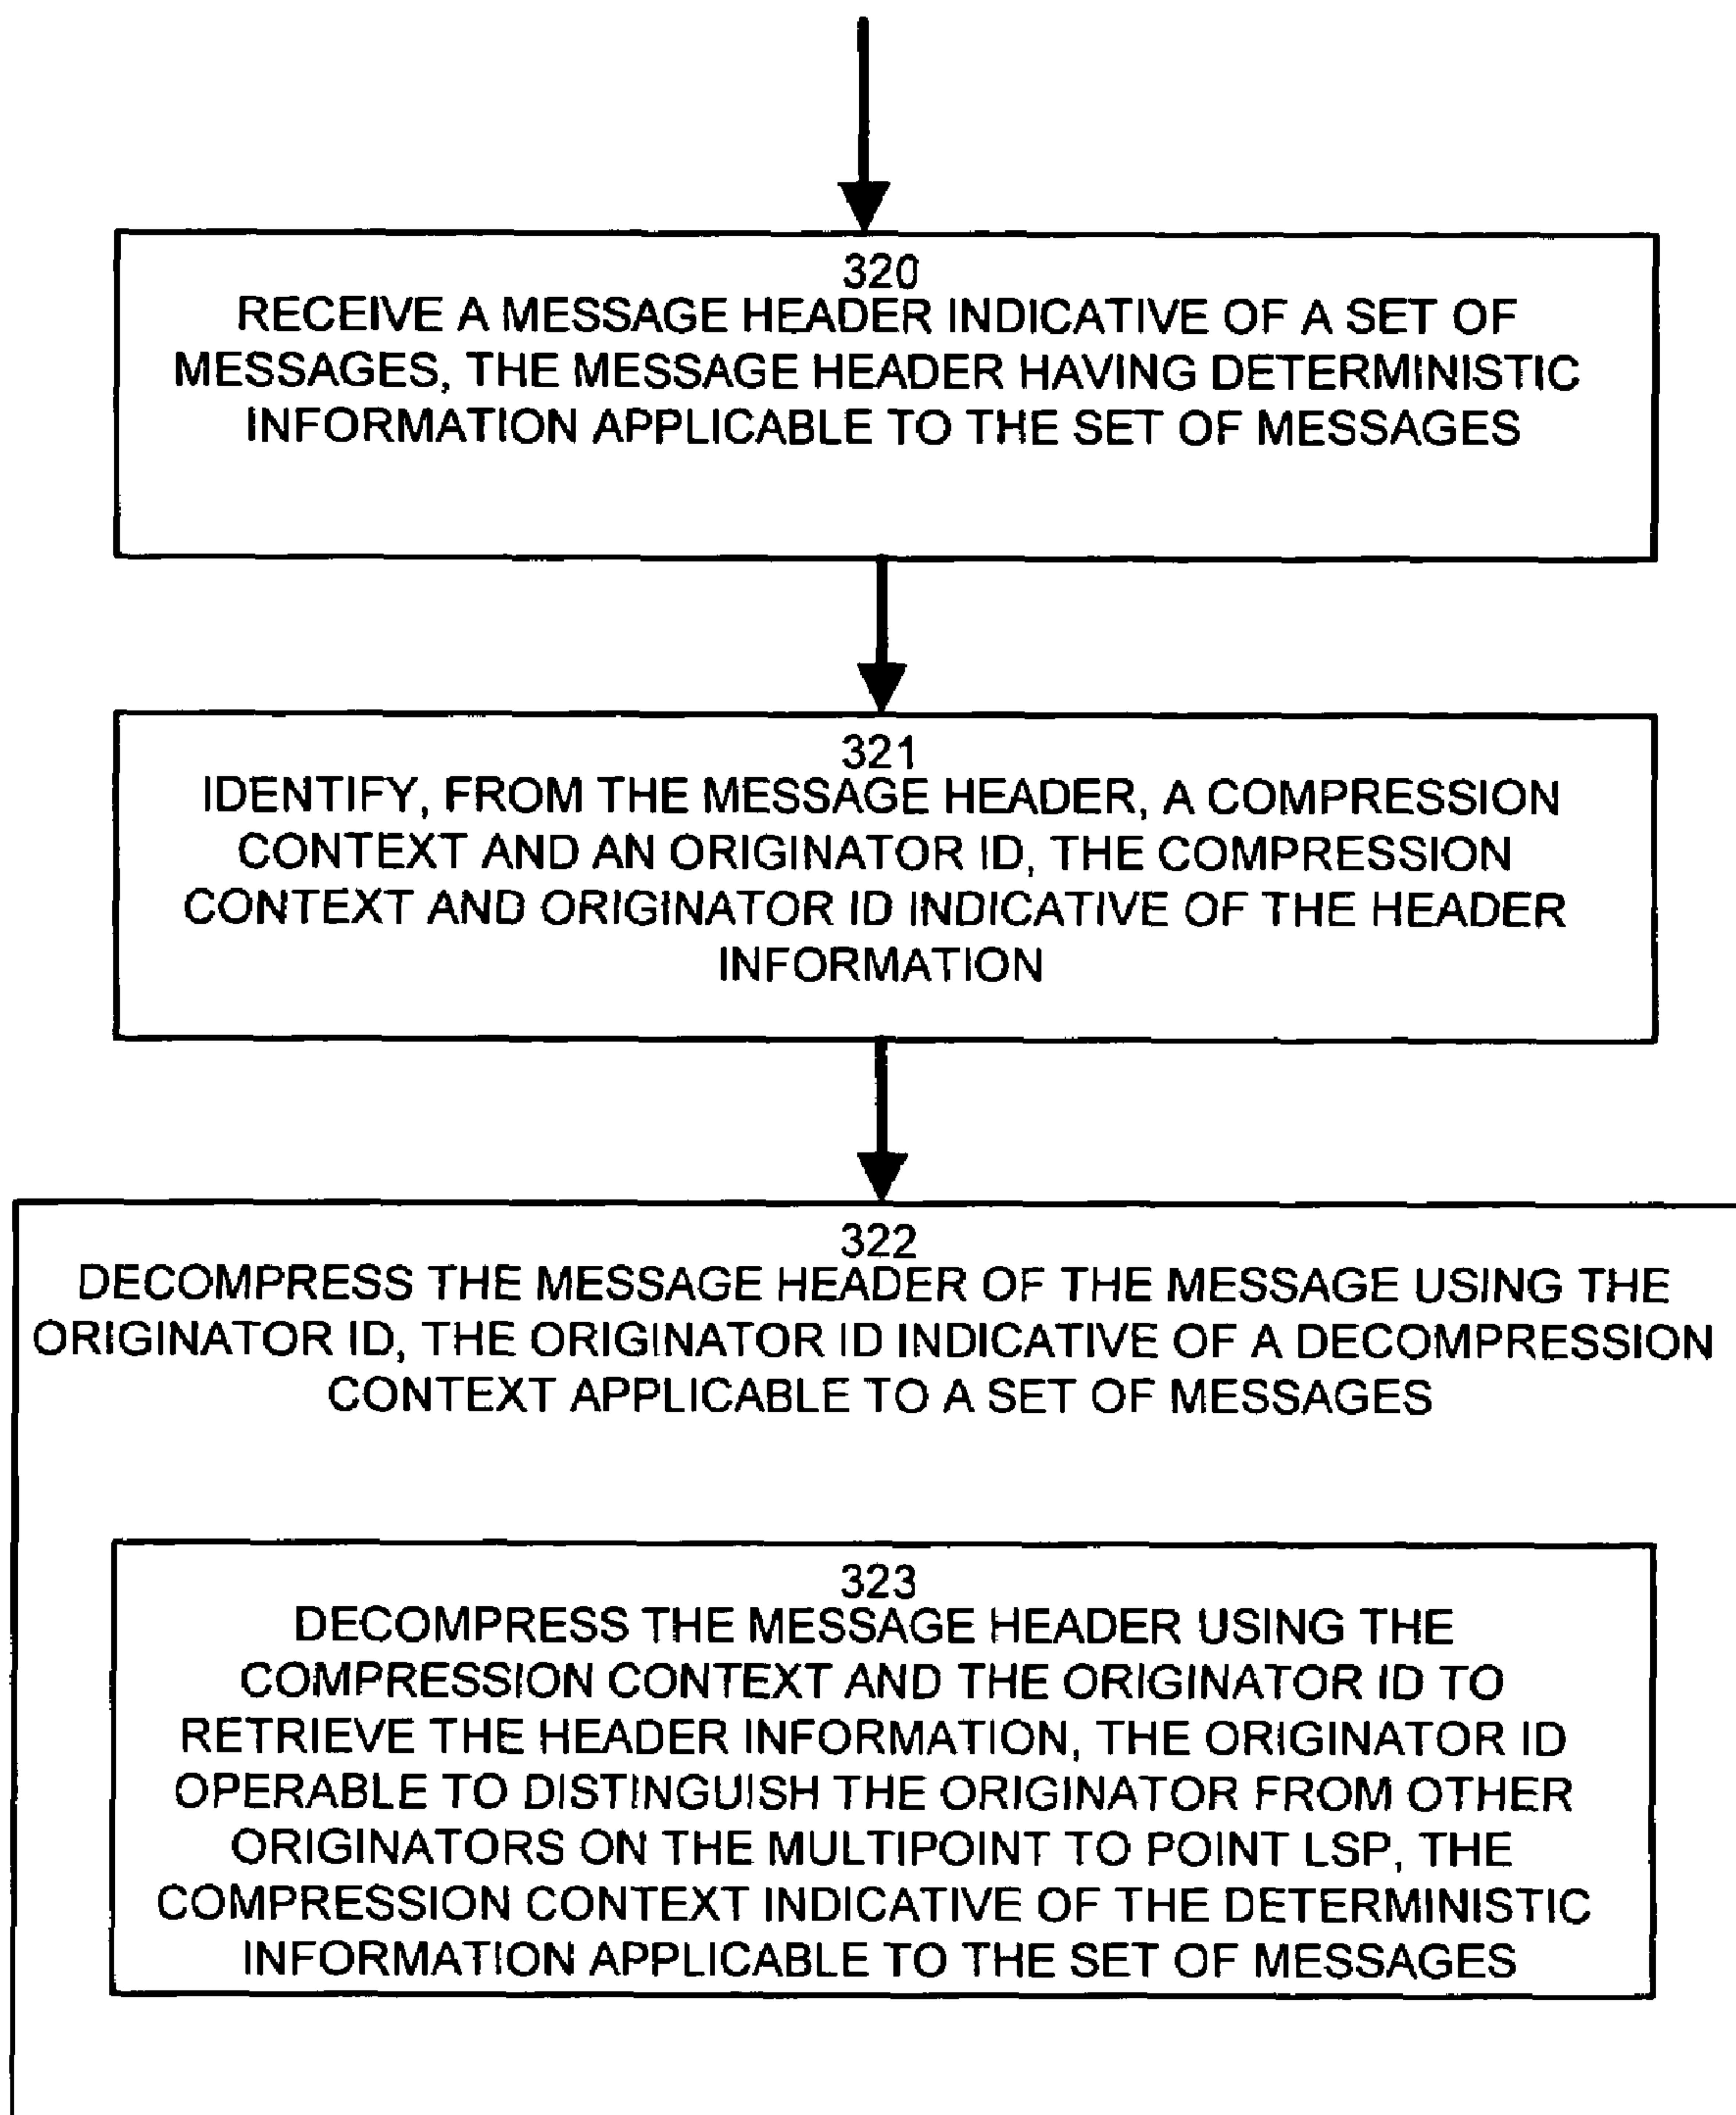 320
RECEIVE A MESSAGE HEADER INDICATIVE OF A SET OF
MESSAGES, THE MESSAGE HEADER HAVING DETERMINISTIC
INFORMATION APPLICABLE TO THE SET OF MESSAGES
321
IDENTIFY, FROM THE MESSAGE HEADER, A COMPRESSION
CONTEXT AND AN ORIGINATOR ID, THE COMPRESSION
CONTEXT AND ORIGINATOR ID INDICATIVE OF THE HEADER
INFORMATION
322
DECOMPRESS THE MESSAGE HEADER OF THE MESSAGE USING THE
ORIGINATOR ID, THE ORIGINATOR ID INDICATIVE OF A DECOMPRESSION
CONTEXT APPLICABLE TO A SET OF MESSAGES
323
DECOMPRESS THE MESSAGE HEADER USING THE
COMPRESSION CONTEXT AND THE ORIGINATOR ID TO
RETRIEVE THE HEADER INFORMATION, THE ORIGINATOR ID
OPERABLE TO DISTINGUISH THE ORIGINATOR FROM OTHER
ORIGINATORS ON THE MULTIPOINT TO POINT LSP, THE
COMPRESSION CONTEXT INDICATIVE OF THE DETERMINISTIC
INFORMATION APPLICABLE TO THE SET OF MESSAGES